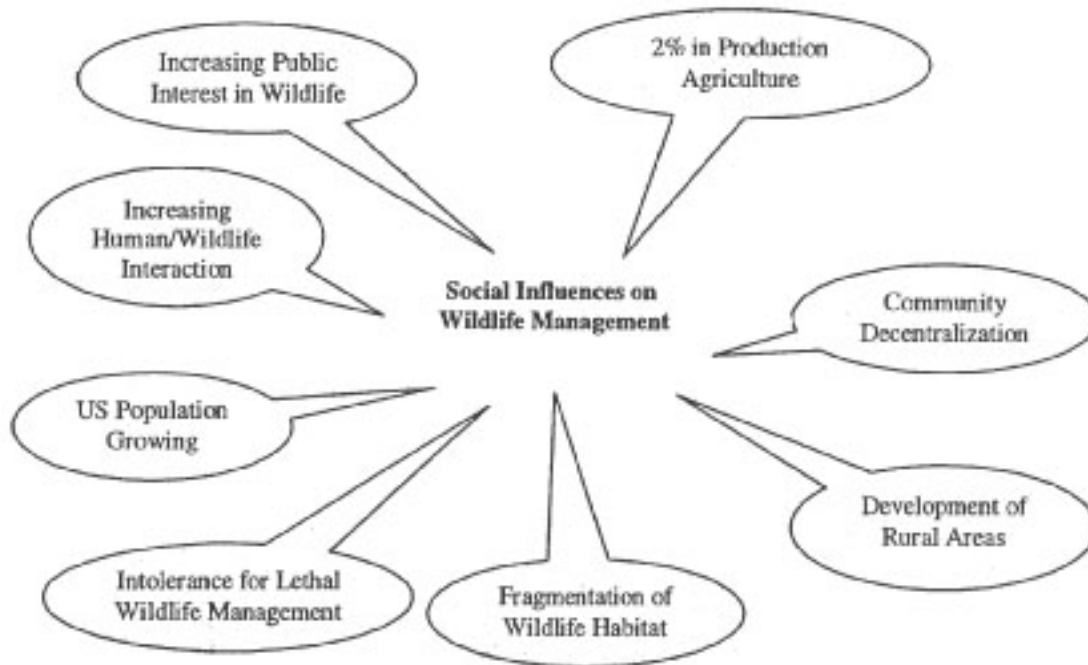 Increasing Public
Interest in Wildlife
2% in Production
Agriculture
Increasing
Human/Wildlife
Interaction
Social Influences on
Wildlife Management
Community
Decentralization
US Population
Growing
Development of
Rural Areas
Intolerance for Lethal
Wildlife Management
Fragmentation of
Wildlife Habitat